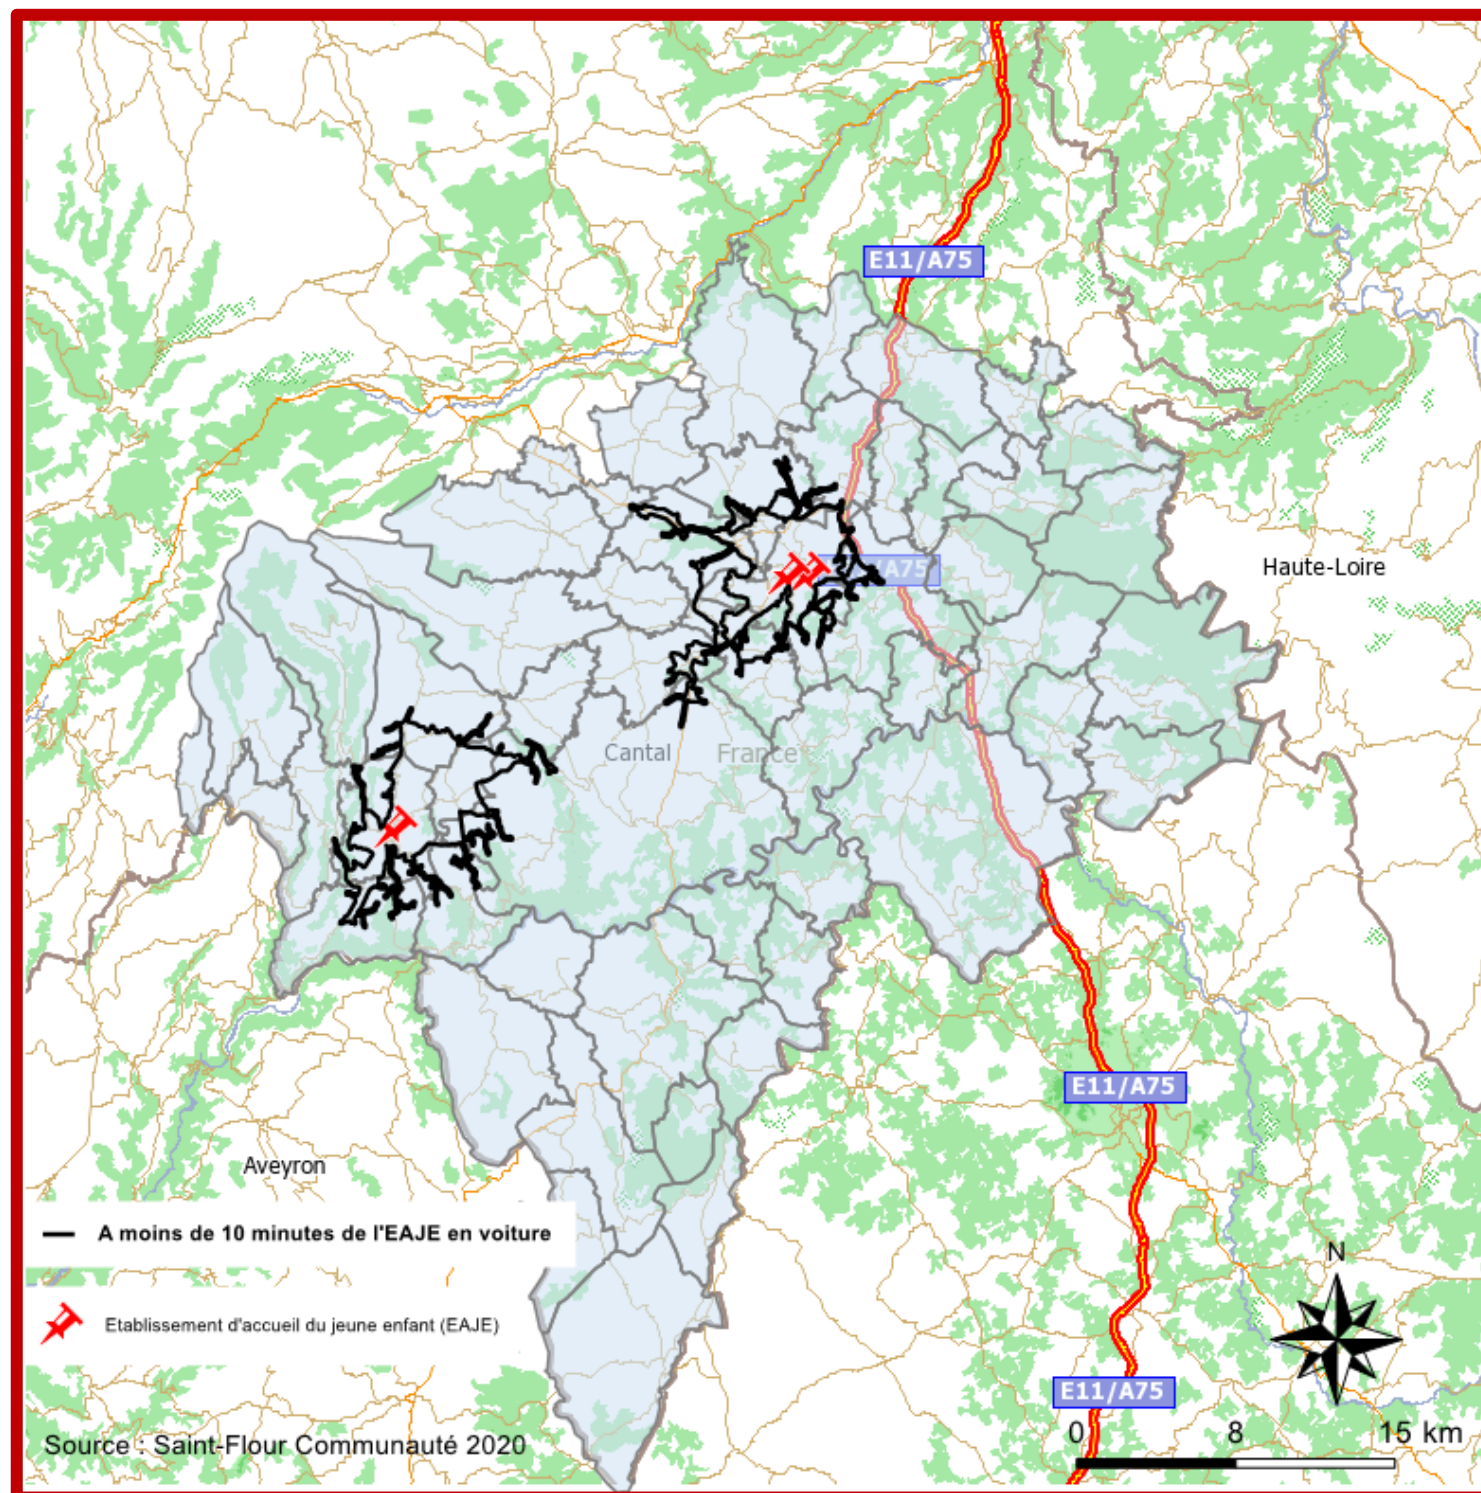 E11/A75
/A75
Haute-Loire
Cantal
France
E11/A75
Aveyron
A moins de 10 minutes de l'EAJE en voiture
N
Etablissement d'accueil du jeune enfant (EAJE)
E11/A75
0 8 15 km
Source : Saint-Flour Communauté 2020